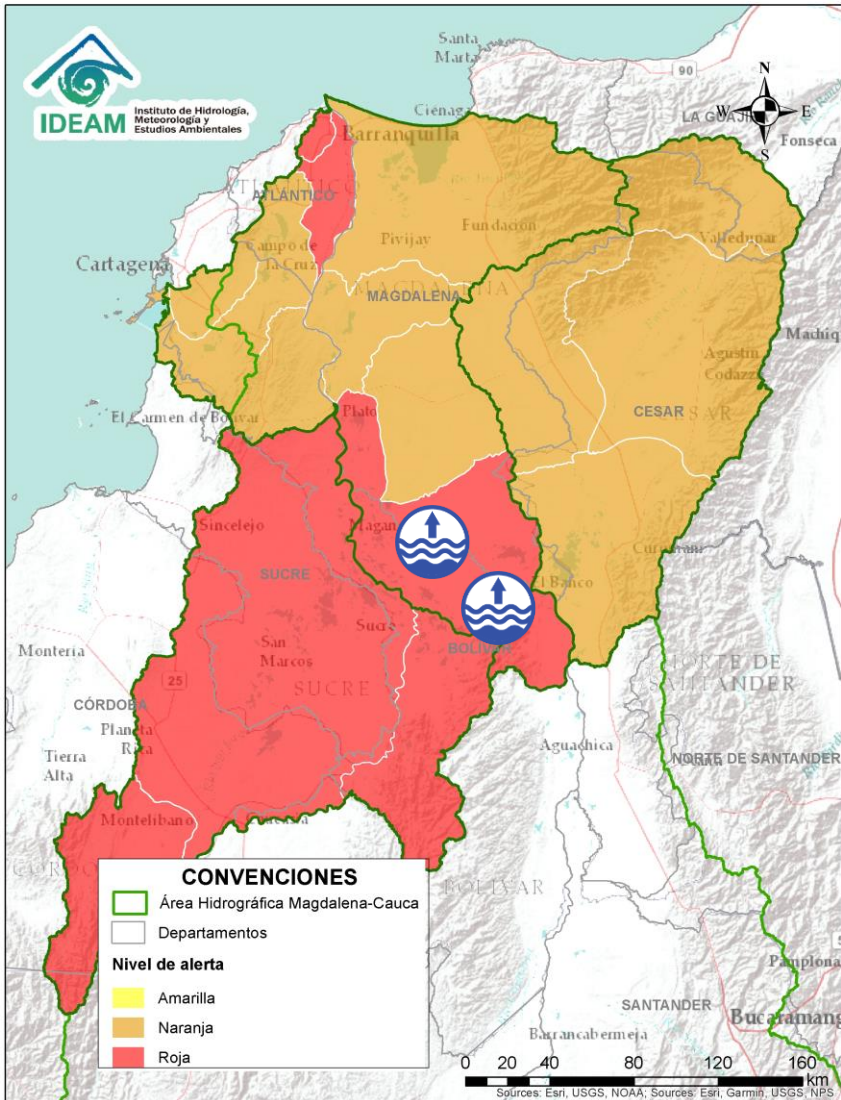 IDEAM
Instituto de Hidrología,
Meteorología y
Estudios Ambientales
Santa
Marta
90
N
W
E
S
LA GUAJI
Fonseca
Ciénaga
Barranquilla
ATLÁNTICO
Campo de
la Cruz
Pivijay
Fundación
Valledupar
Cartagena
MAGDALENA
Agustín
Codazzi
CESAR
El Carmen de Bolívar
Plato
Sincelejo
Magan
SUCRE
El Banco
Sucre
BOLÍVAR
San
Marcos
SUCRE
Montería
25
CÓRDOBA
Planeta
Rica
Tierra
Alta
NORTE DE
SANTANDER
Aguachica
NORTE DE SANTANDER
Montelíbano
BOLÍVAR
CONVENCIONES
Área Hidrográfica Magdalena-Cauca
Departamentos
Nivel de alerta
Amarilla
Naranja
Roja
Pamplona
SANTANDER
Bucaramang
Barrancabermeja
0 20 40 80 120 160
km
Sources: Esri, USGS, NOAA; Sources: Esri, Garmin, USGS, NPS